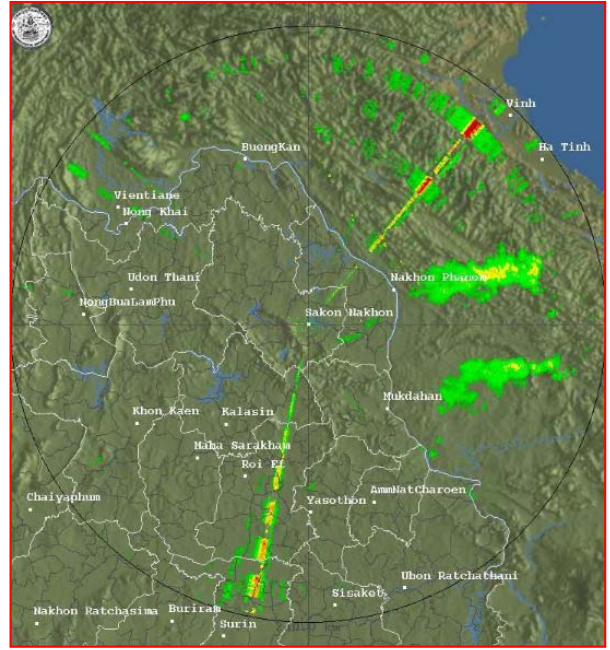 Vinh
Ha Tinh
BuengKan
Vientiane
Nong Khai
Udon Thani
Nakhon Phanom
NongBuaLamPhu
Sakon Nakhon
Mukdahan
Khon Kaen
Kalasin
Maha Sarakham
Roi Et
Chaiyaphum
Yasothon
AmmNatCharoen
Ubon Ratchathani
Sisaket
Nakhon Ratchasima
Buriram
Surin